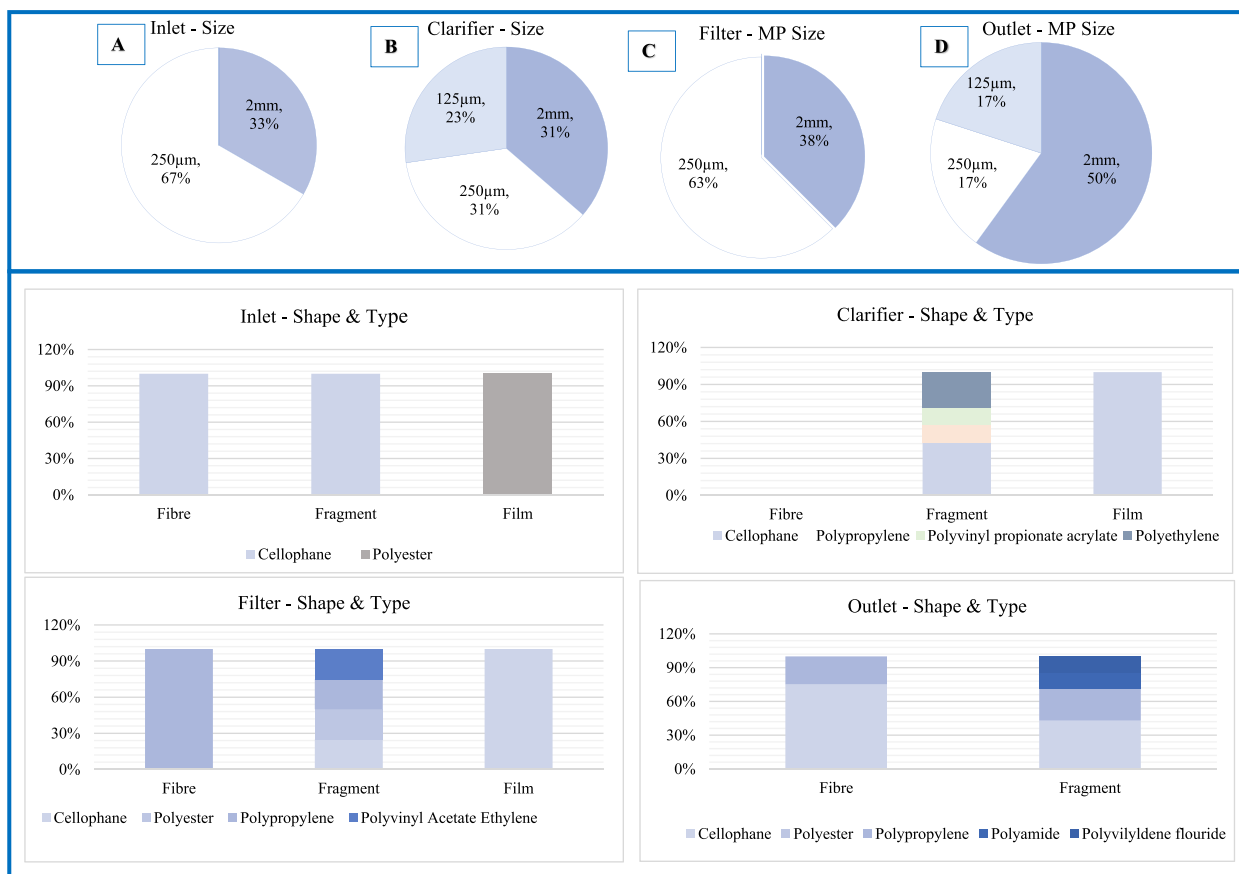 A
Inlet - Size
2mm,
33%
250µm,
67%
B
Clarifier - Size
125µm,
23%
2mm,
31%
250µm,
31%
C
Filter - MP Size
2mm,
38%
250µm,
63%
D
Outlet - MP Size
125µm,
17%
250µm,
17%
2mm,
50%
Inlet - Shape & Type
120%
90%
60%
30%
0%
Fibre Fragment Film
Cellophane Polyester
Clarifier - Shape & Type
120%
90%
60%
30%
0%
Fibre Fragment Film
Cellophane Polypropylene Polyvinyl propionate acrylate Polyethylene
Filter - Shape & Type
120%
90%
60%
30%
0%
Fibre Fragment Film
Cellophane Polyester Polypropylene Polyvinyl Acetate Ethylene
Outlet - Shape & Type
120%
90%
60%
30%
0%
Fibre Fragment
Cellophane Polyester Polypropylene Polyamide Polyvilyldene flouride